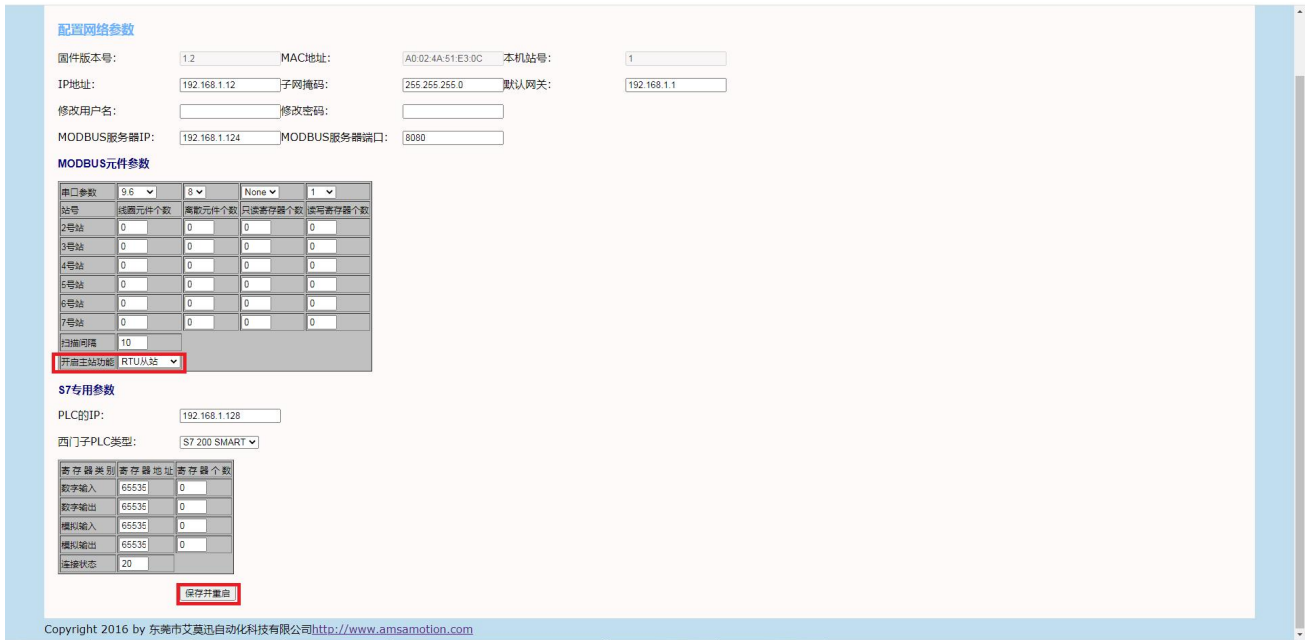 配置网络参数
固件版本号: 1.2 MAC地址: A0:02:4A:51:E3:0C 本机站号: 1
IP地址: 192.168.1.12 子网掩码: 255.255.255.0 默认网关: 192.168.1.1
修改用户名: 修改密码:
MODBUS服务器IP: 192.168.1.124 MODBUS服务器端口: 8080
MODBUS元件参数
串口参数 9.6 8 None 1
站号 线圈元件个数 离散元件个数 只读寄存器个数 读写寄存器个数
2号站 0 0 0 0
3号站 0 0 0 0
4号站 0 0 0 0
5号站 0 0 0 0
6号站 0 0 0 0
7号站 0 0 0 0
扫描间隔 10
开启主站功能 RTU从站
S7专用参数
PLC的IP: 192.168.1.128
西门子PLC类型: S7 200 SMART
寄存器类别 寄存器地址 寄存器个数
数字输入 65535 0
数字输出 65535 0
模拟输入 65535 0
模拟输出 65535 0
连接状态 20
保存并重启
Copyright 2016 by 东莞市艾莫迅自动化科技有限公司http://www.amsamotion.com